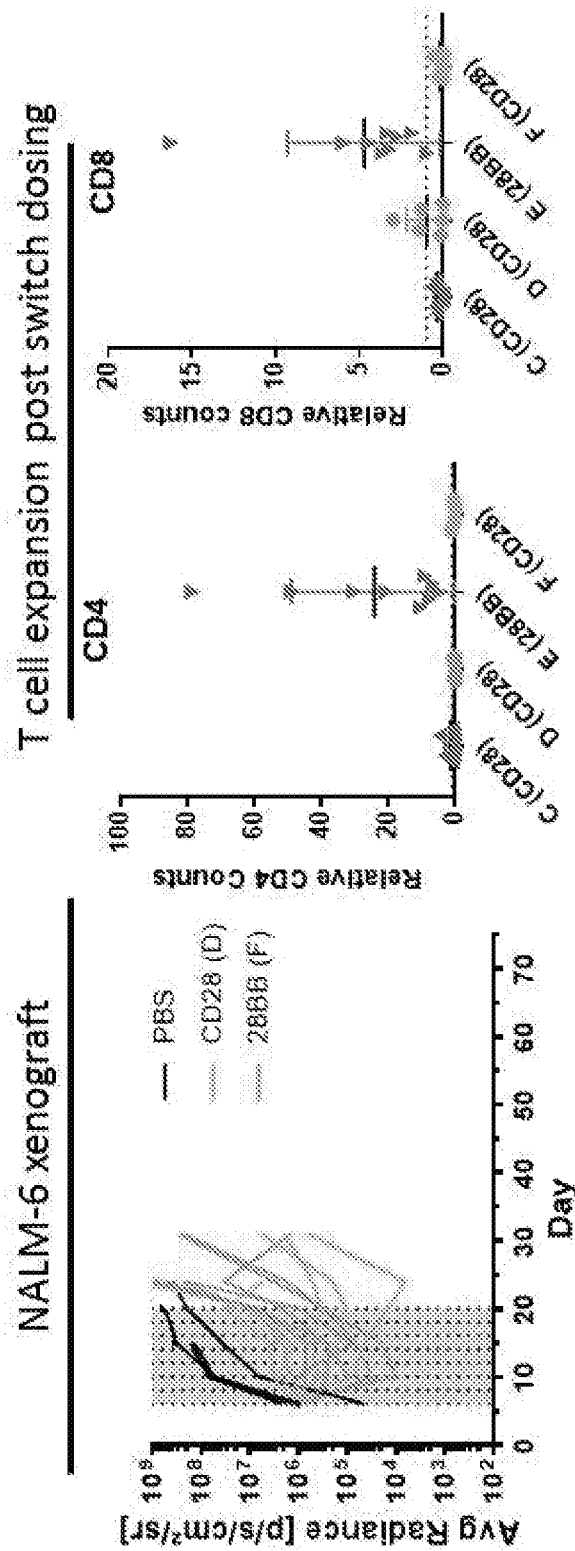 NALM-6 xenograft
Avg Radiance [p/s/cm²/sr]
10⁹
10⁸
10⁷
10⁶
10⁵
10⁴
10³
10²
0
10
20
30
40
50
60
70
Day
PBS
CD28 (D)
28BB (F)
T cell expansion post switch dosing
CD4
Relative CD4 Counts
100
80
60
40
20
0
C (CD28)
D (CD28)
E (28BB)
F (CD28)
CD8
Relative CD8 counts
20
15
10
5
0
C (CD28)
D (CD28)
E (28BB)
F (CD28)